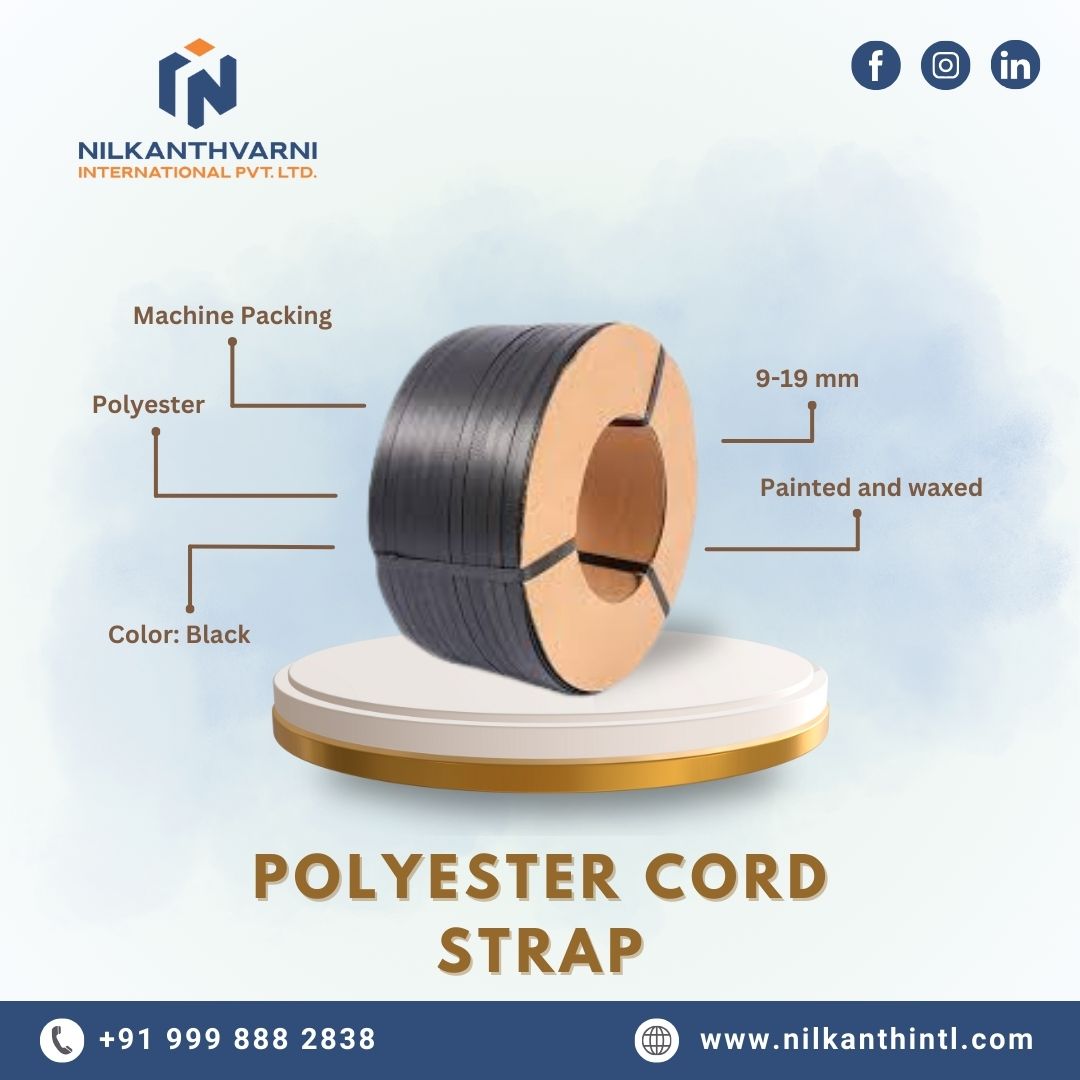 NILKANTHVARNI
INTERNATIONAL PVT. LTD.
Machine Packing
Polyester
9-19 mm
Painted and waxed
Color: Black
POLYESTER CORD
STRAP
+91 999 888 2838
www.nilkanthintl.com